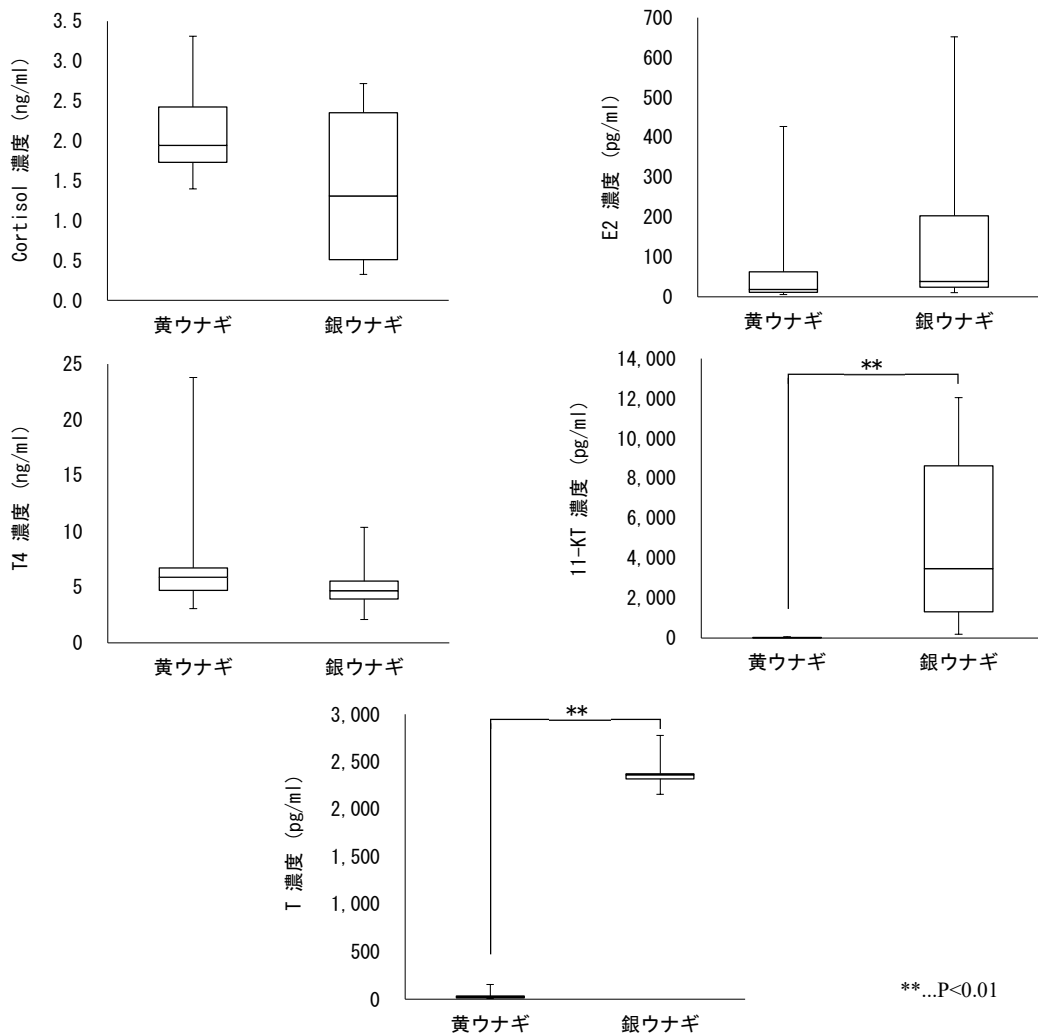 Cortisol 濃度 (ng/ml)
3.5
3.0
2.5
2.0
1.5
1.0
0.5
0.0
黄ウナギ
銀ウナギ
E2 濃度 (pg/ml)
700
600
500
400
300
200
100
0
黄ウナギ
銀ウナギ
T4 濃度 (ng/ml)
25
20
15
10
5
0
黄ウナギ
銀ウナギ
11-KT 濃度 (pg/ml)
14,000
12,000
10,000
8,000
6,000
4,000
2,000
0
**
黄ウナギ
銀ウナギ
T 濃度 (pg/ml)
3,000
2,500
2,000
1,500
1,000
500
0
**
黄ウナギ
銀ウナギ
**…P<0.01